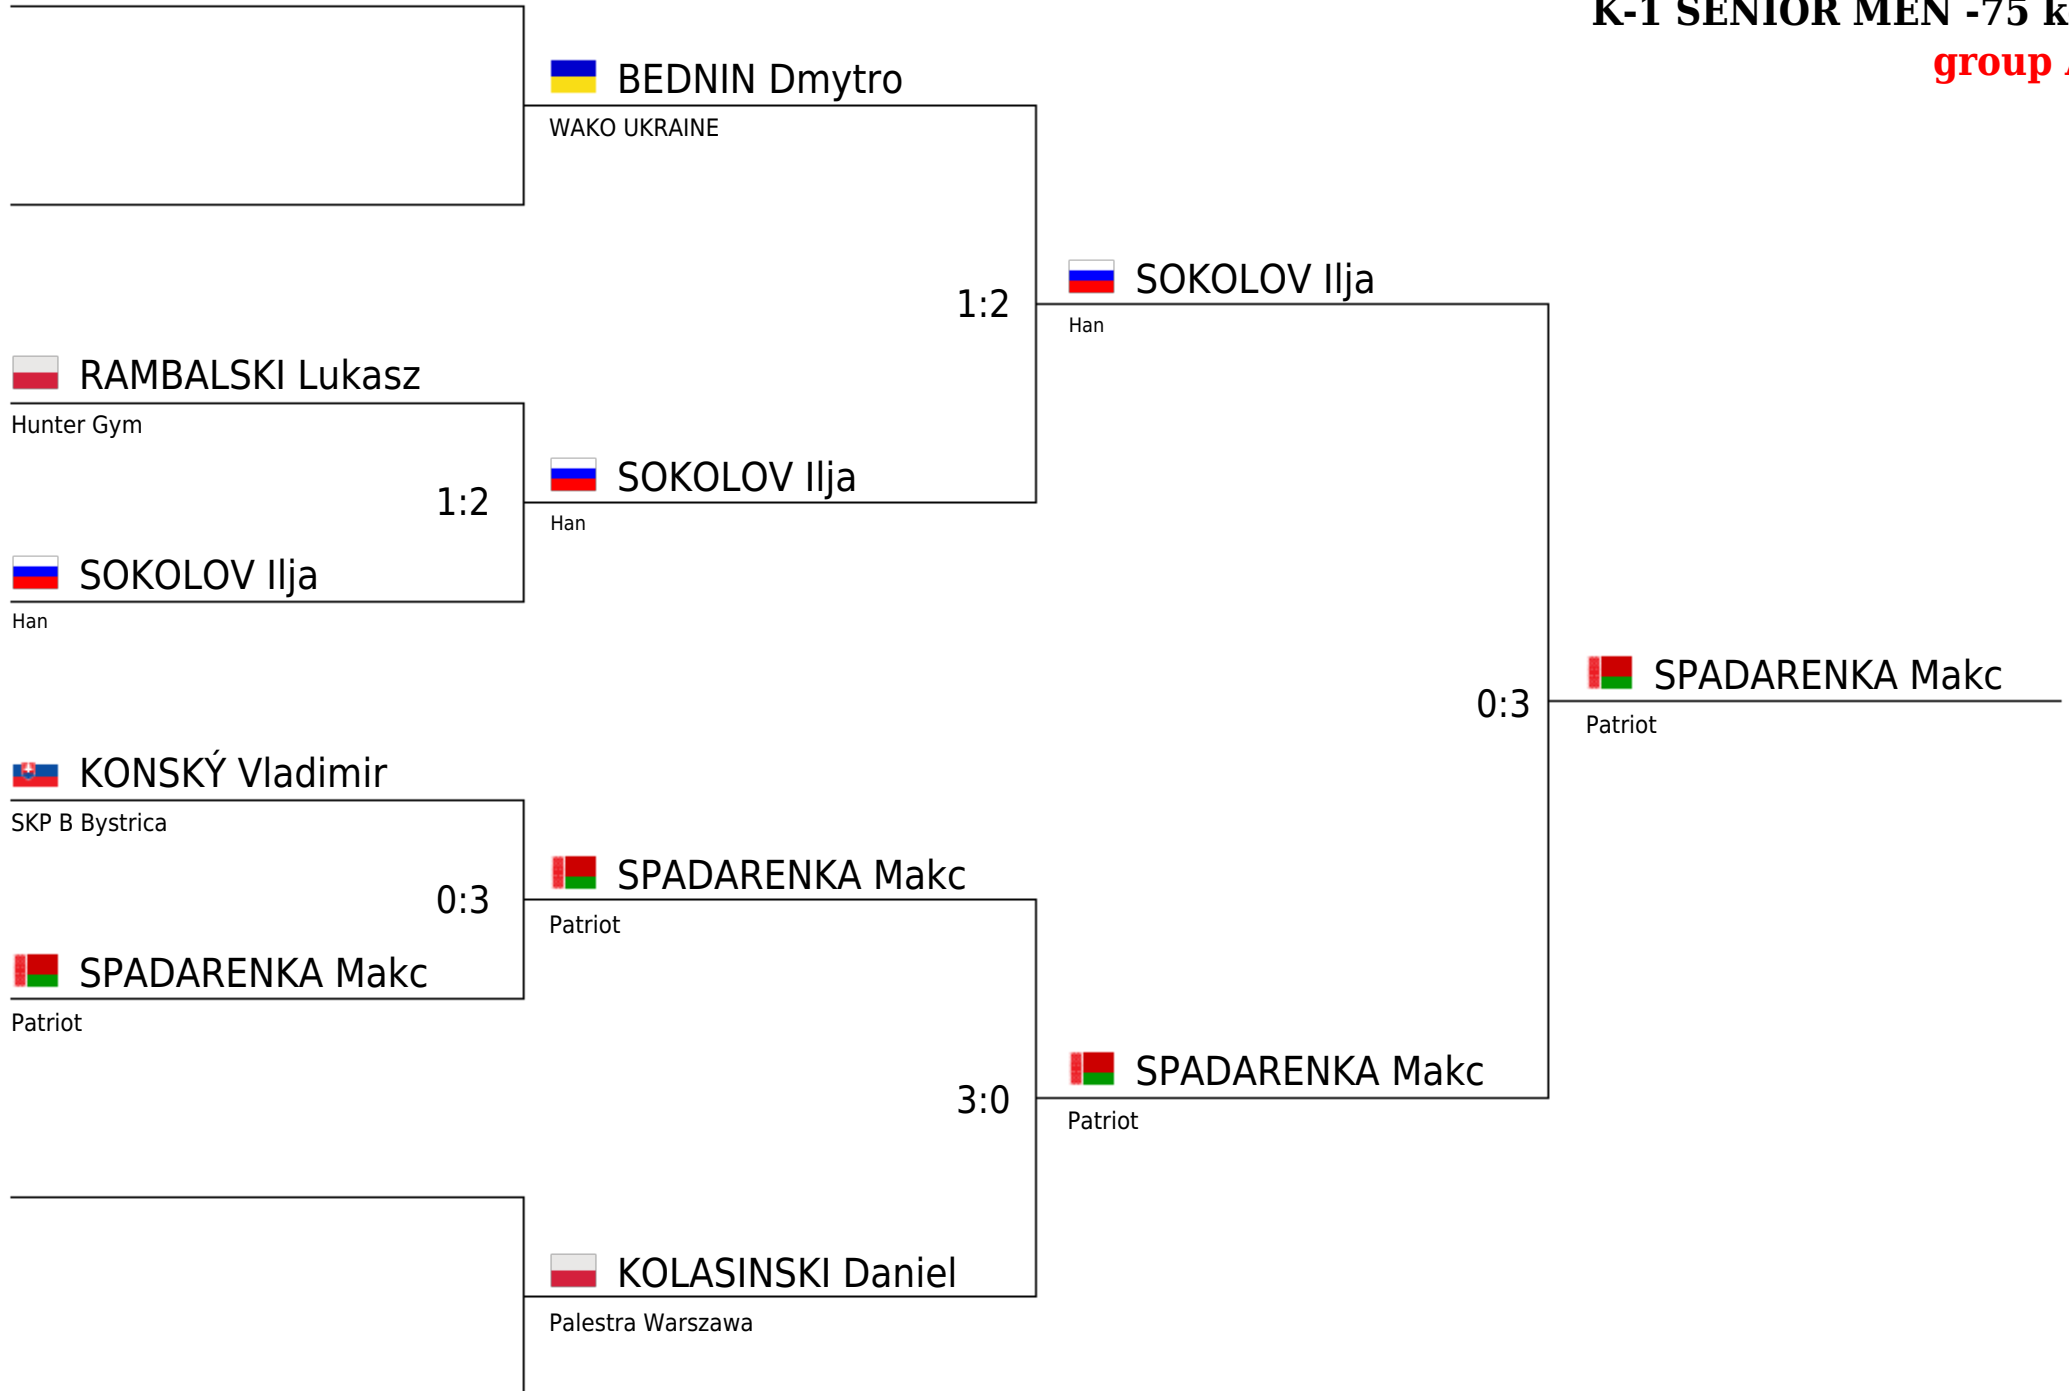 K-1 SENIOR MEN -75 k
group
BEDNIN Dmytro
WAKO UKRAINE
1:2
SOKOLOV Ilja
Han
RAMBALSKI Lukasz
Hunter Gym
1:2
SOKOLOV Ilja
Han
SOKOLOV Ilja
Han
0:3
SPADARENKA Makc
Patriot
KONSKÝ Vladimir
SKP B Bystrica
0:3
SPADARENKA Makc
Patriot
SPADARENKA Makc
Patriot
3:0
SPADARENKA Makc
Patriot
KOLASINSKI Daniel
Palestra Warszawa